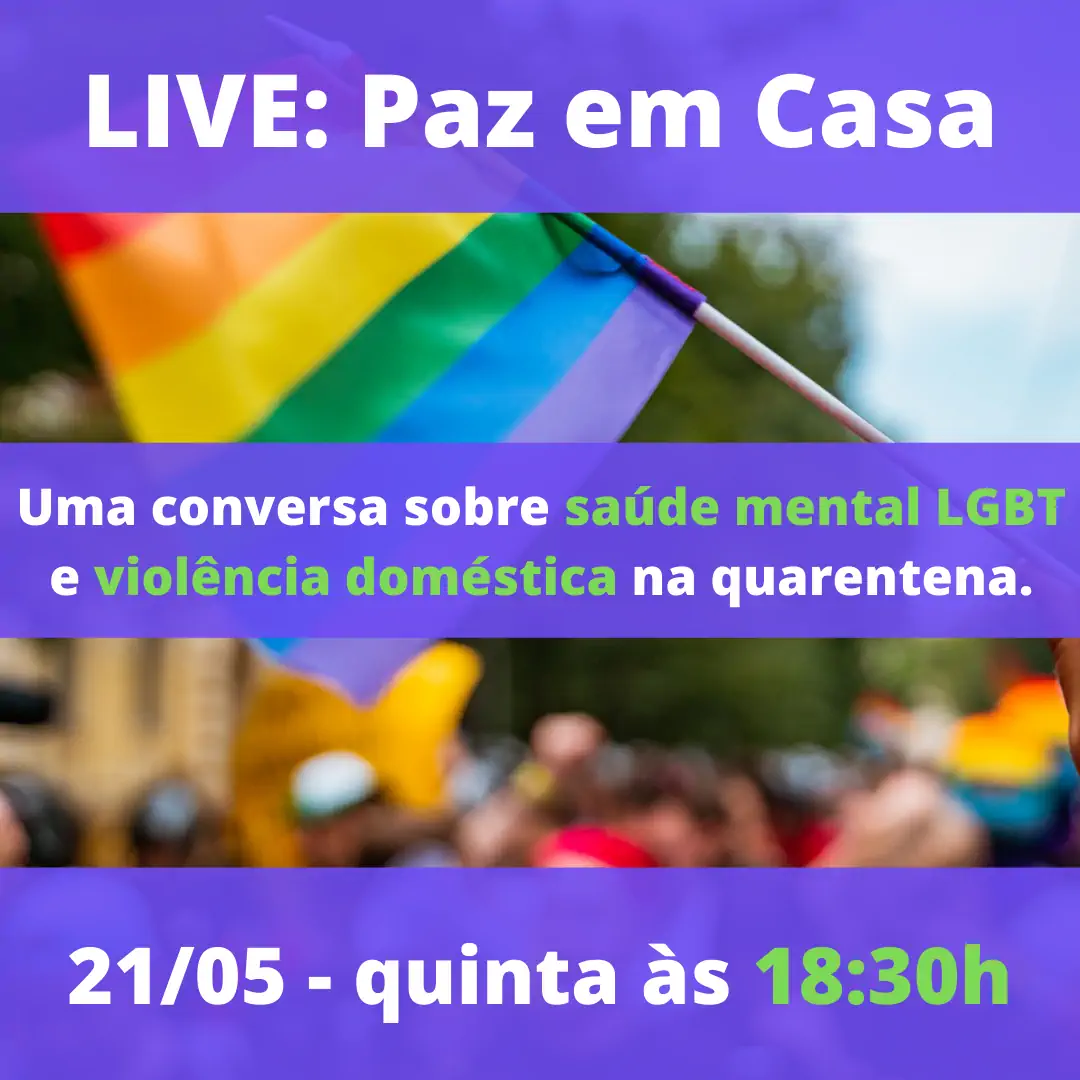 LIVE: Paz em Casa
Uma conversa sobre saúde mental LGBT
e violência doméstica na quarentena.
21/05 - quinta às 18:30h